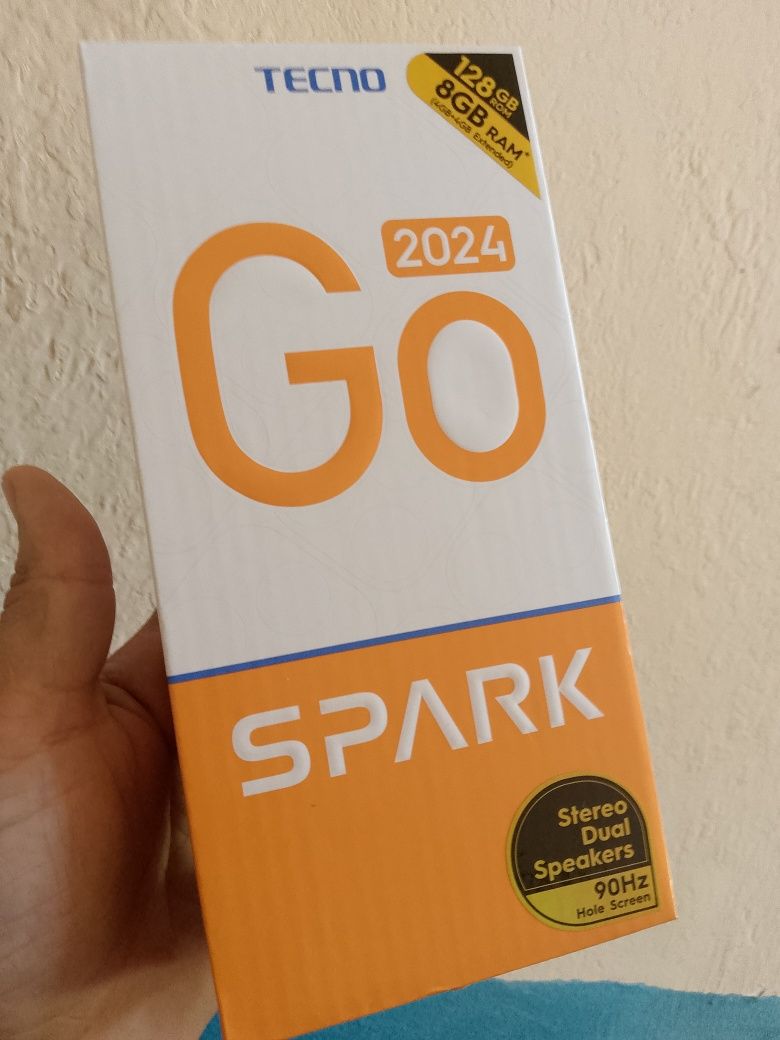 TECNO
128GB
ROM
8GB RAM*
(4GB+4GB Extended)
2024
Go
SPARK
Stereo
Dual
Speakers
90Hz
Hole Screen